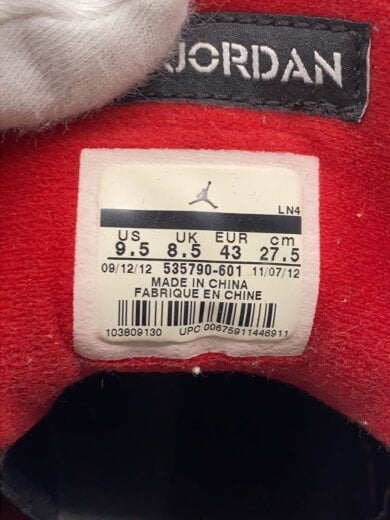 JORDAN
LN4
US UK EUR cm
9.5 8.5 43 27.5
09/12/12 535790-601 11/07/12
MADE IN CHINA
FABRIQUE EN CHINE
103809130 UPC 00675911446911